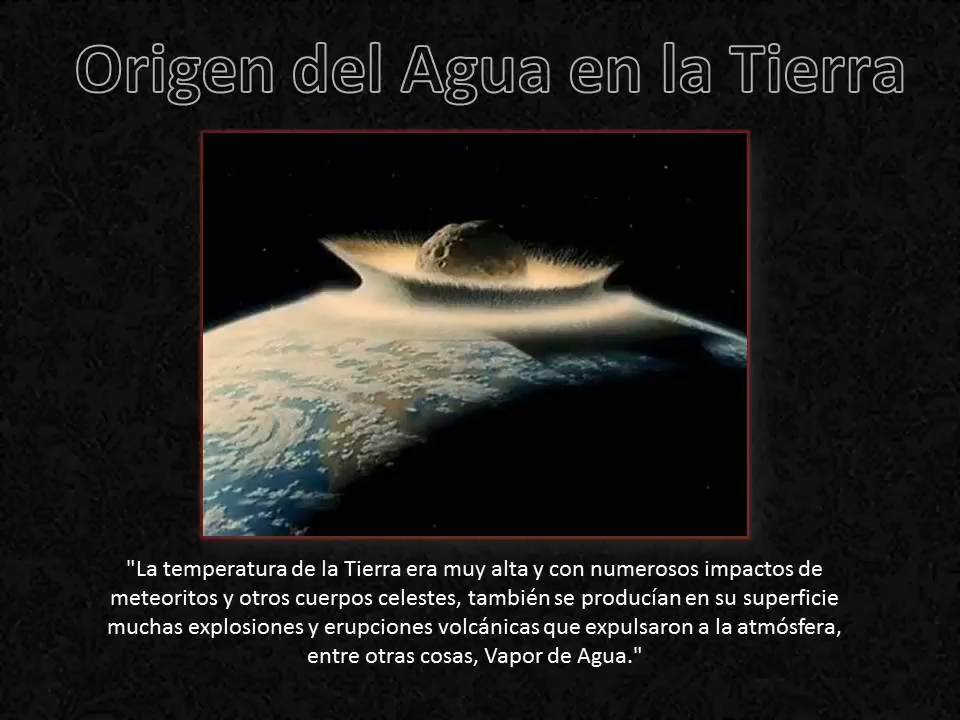 Origen del Agua en la Tierra
"La temperatura de la Tierra era muy alta y con numerosos impactos de
meteoritos y otros cuerpos celestes, también se producían en su superficie
muchas explosiones y erupciones volcánicas que expulsaron a la atmósfera,
entre otras cosas, Vapor de Agua."